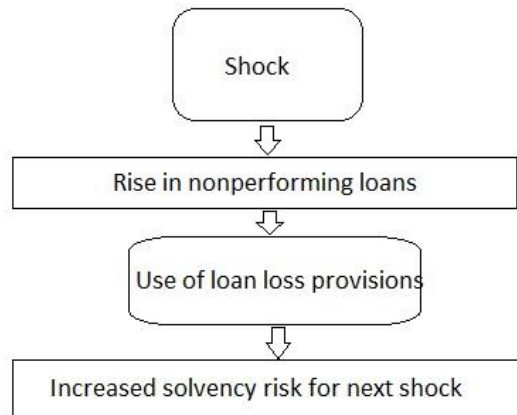 Shock
Rise in nonperforming loans
Use of loan loss provisions
Increased solvency risk for next shock